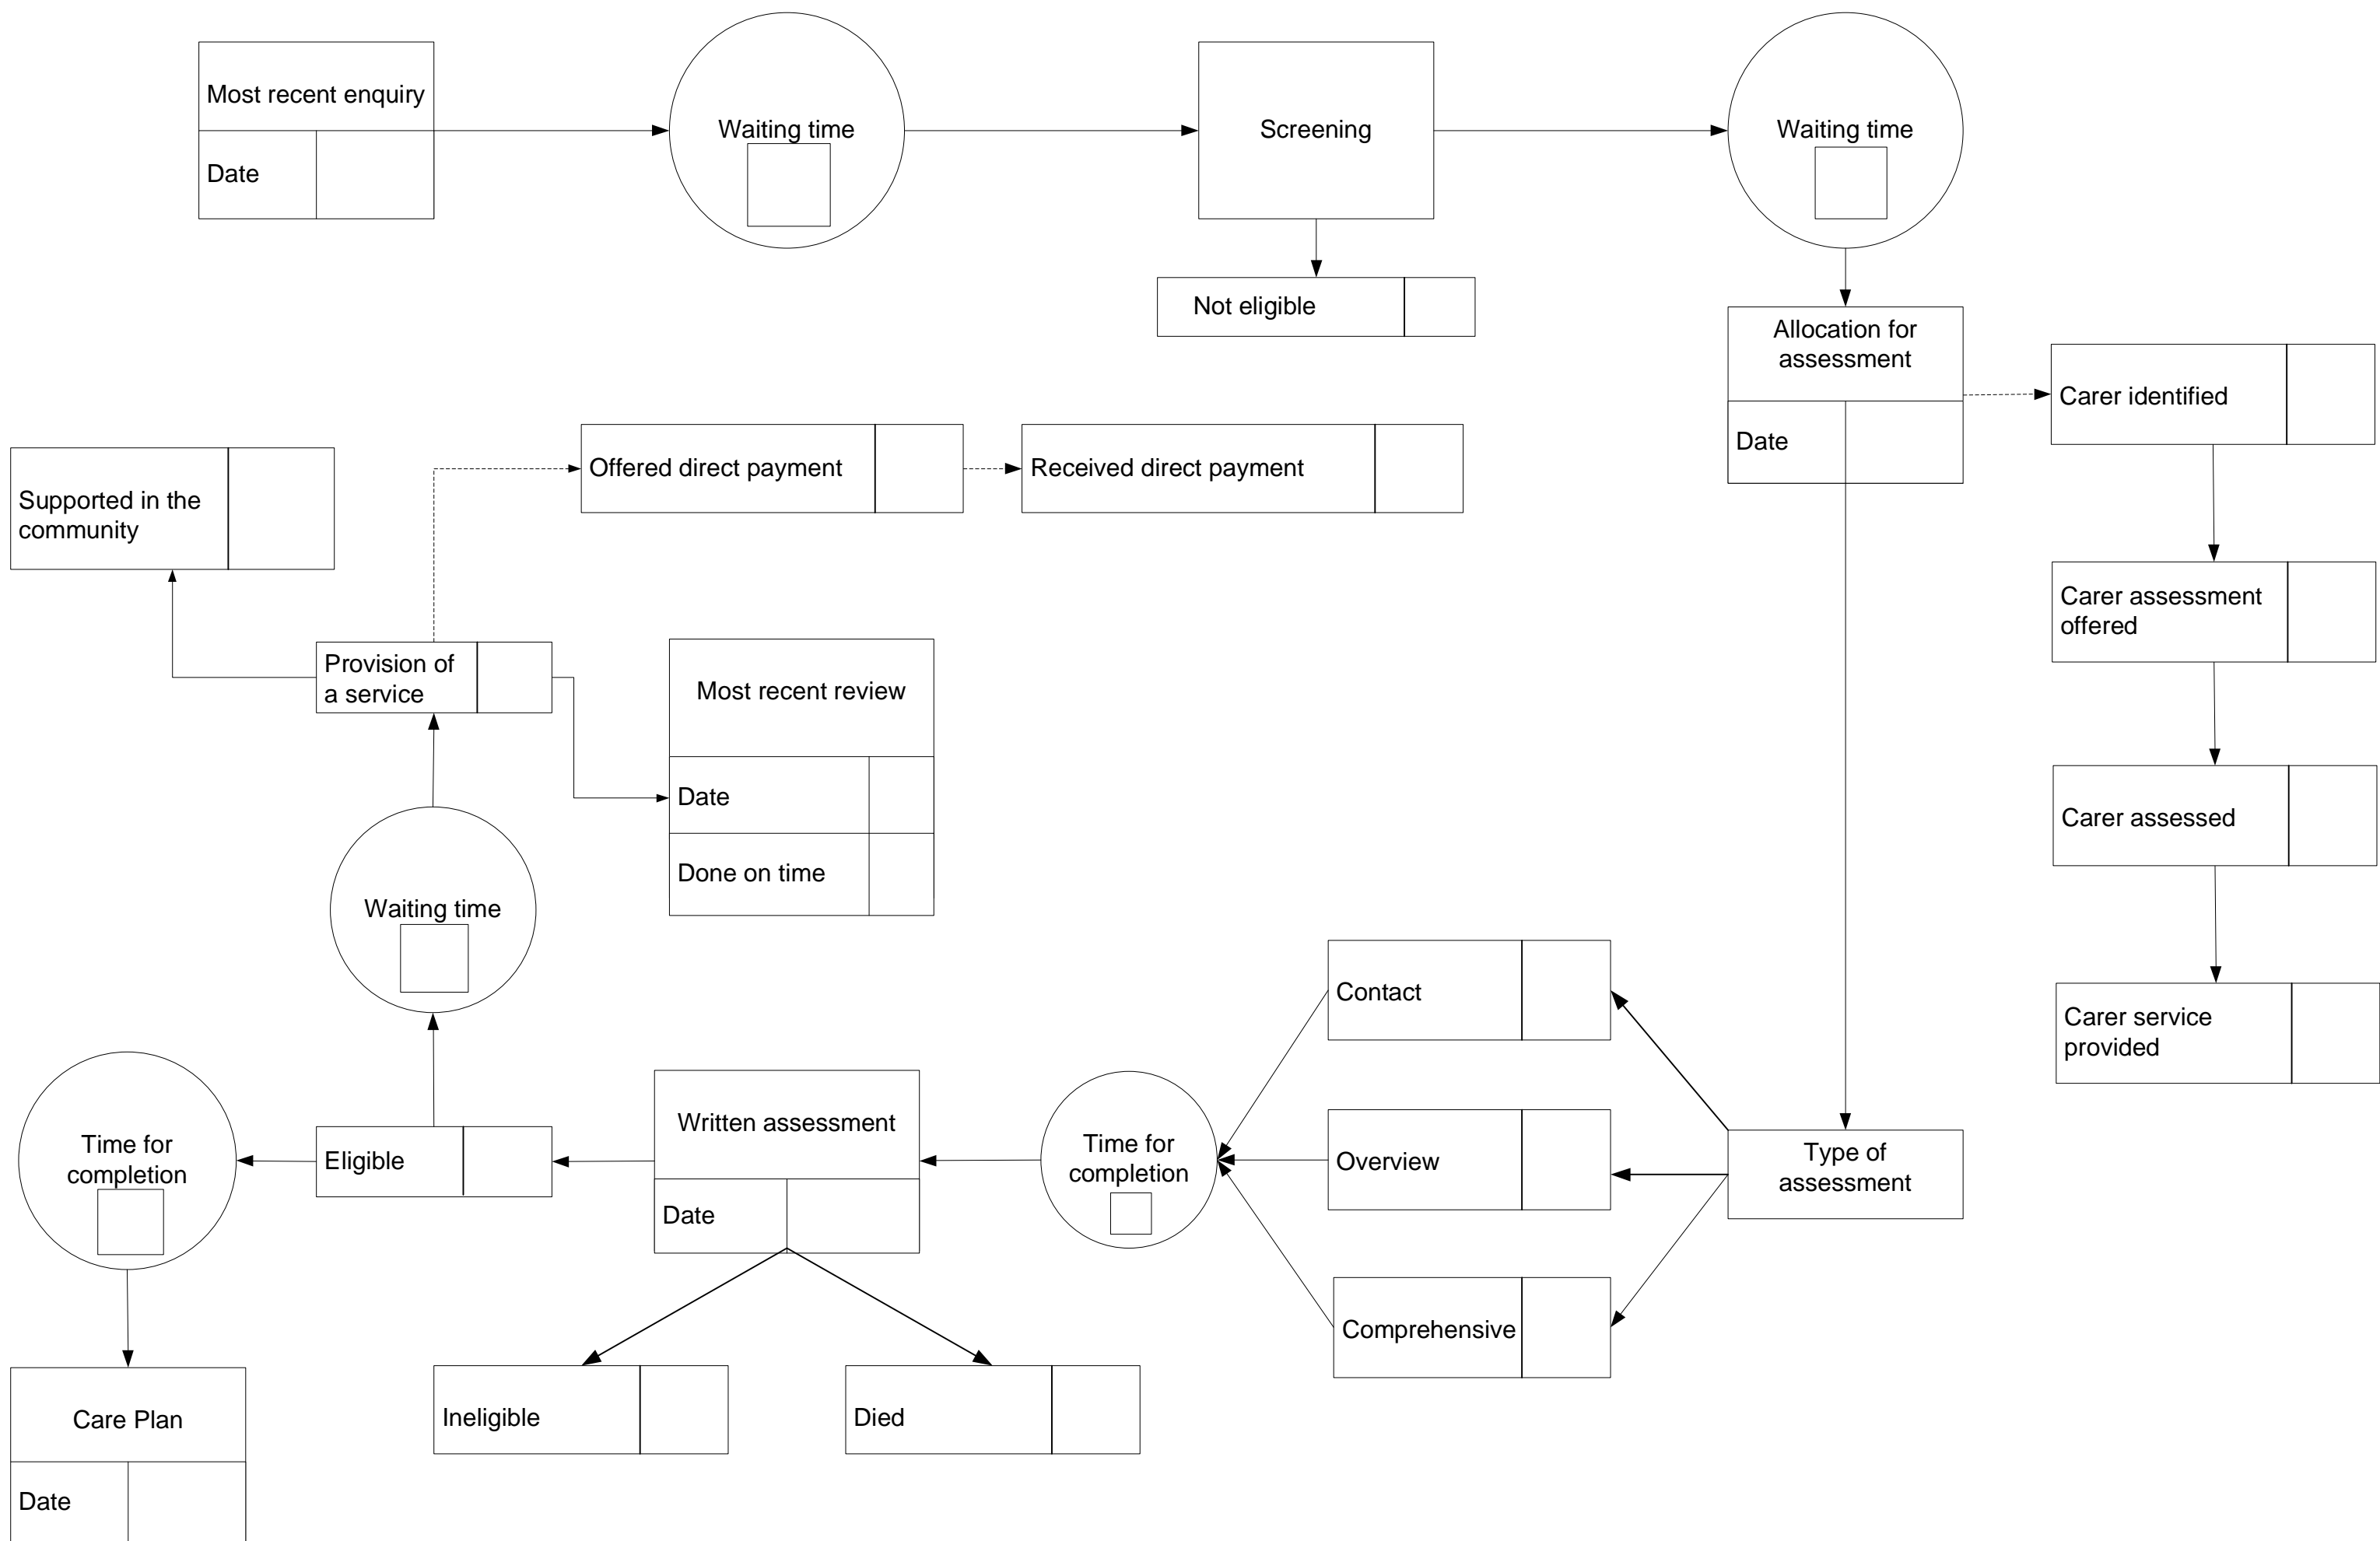 Most recent enquiry
Date
Waiting time
Screening
Waiting time
Not eligible
Allocation for
assessment
Date
Carer identified
Offered direct payment
Received direct payment
Supported in the
community
Carer assessment
offered
Provision of
a service
Most recent review
Date
Done on time
Carer assessed
Waiting time
Contact
Carer service
provided
Time for
completion
Eligible
Written assessment
Date
Time for
completion
Overview
Type of
assessment
Comprehensive
Care Plan
Date
Ineligible
Died